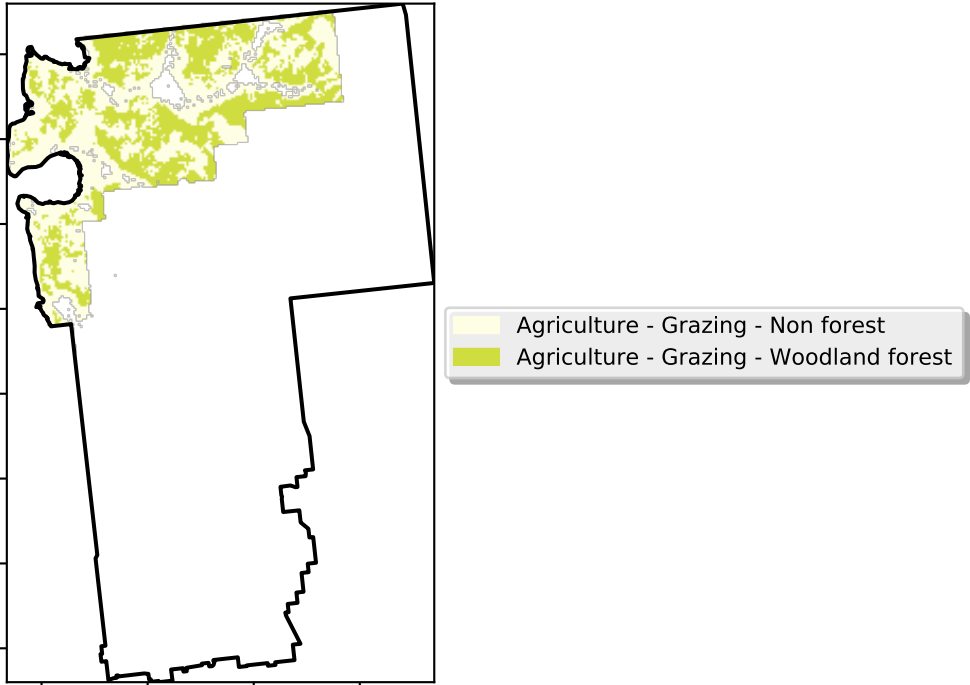 Agriculture - Grazing - Non forest
Agriculture - Grazing - Woodland forest